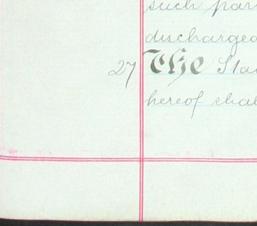 such par
discharged
27 The Sta
hereof shal